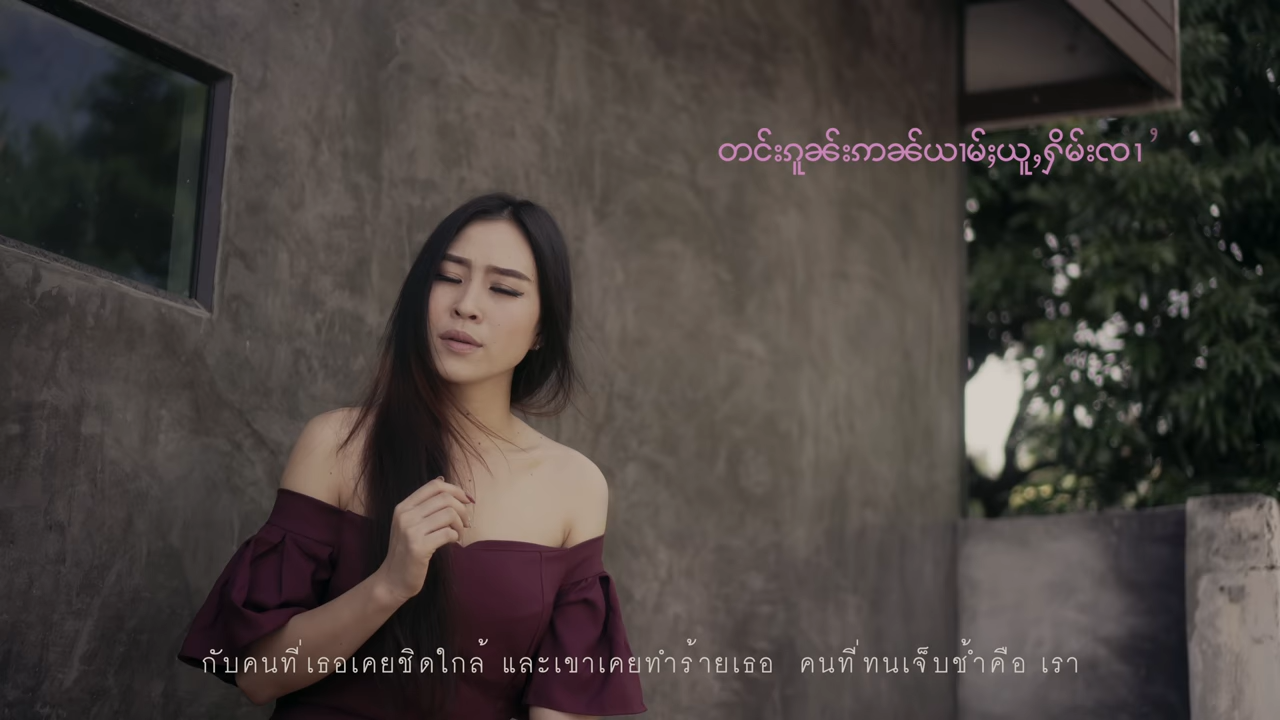 တၢင်းႁူၼ်းဢၼ်ယၢမ်ႈယူႇႁိမ်းၸႂ်
กับคนที่เธอเคยชิดใกล้ และเขาเคยทำร้ายเธอ คนที่ทนเจ็บช้ำคือ เรา